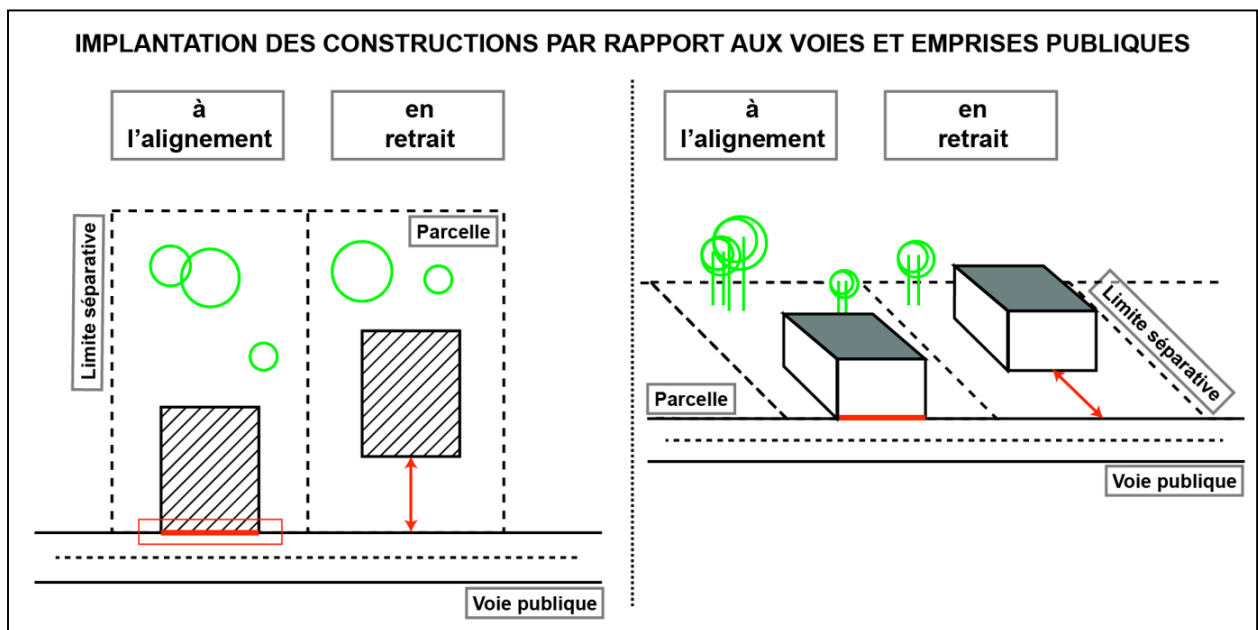 IMPLANTATION DES CONSTRUCTIONS PAR RAPPORT AUX VOIES ET EMPRISES PUBLIQUES
à
l'alignement
en
retrait
Limite séparative
Parcelle
Voie publique
à
l'alignement
en
retrait
Limite séparative
Parcelle
Voie publique